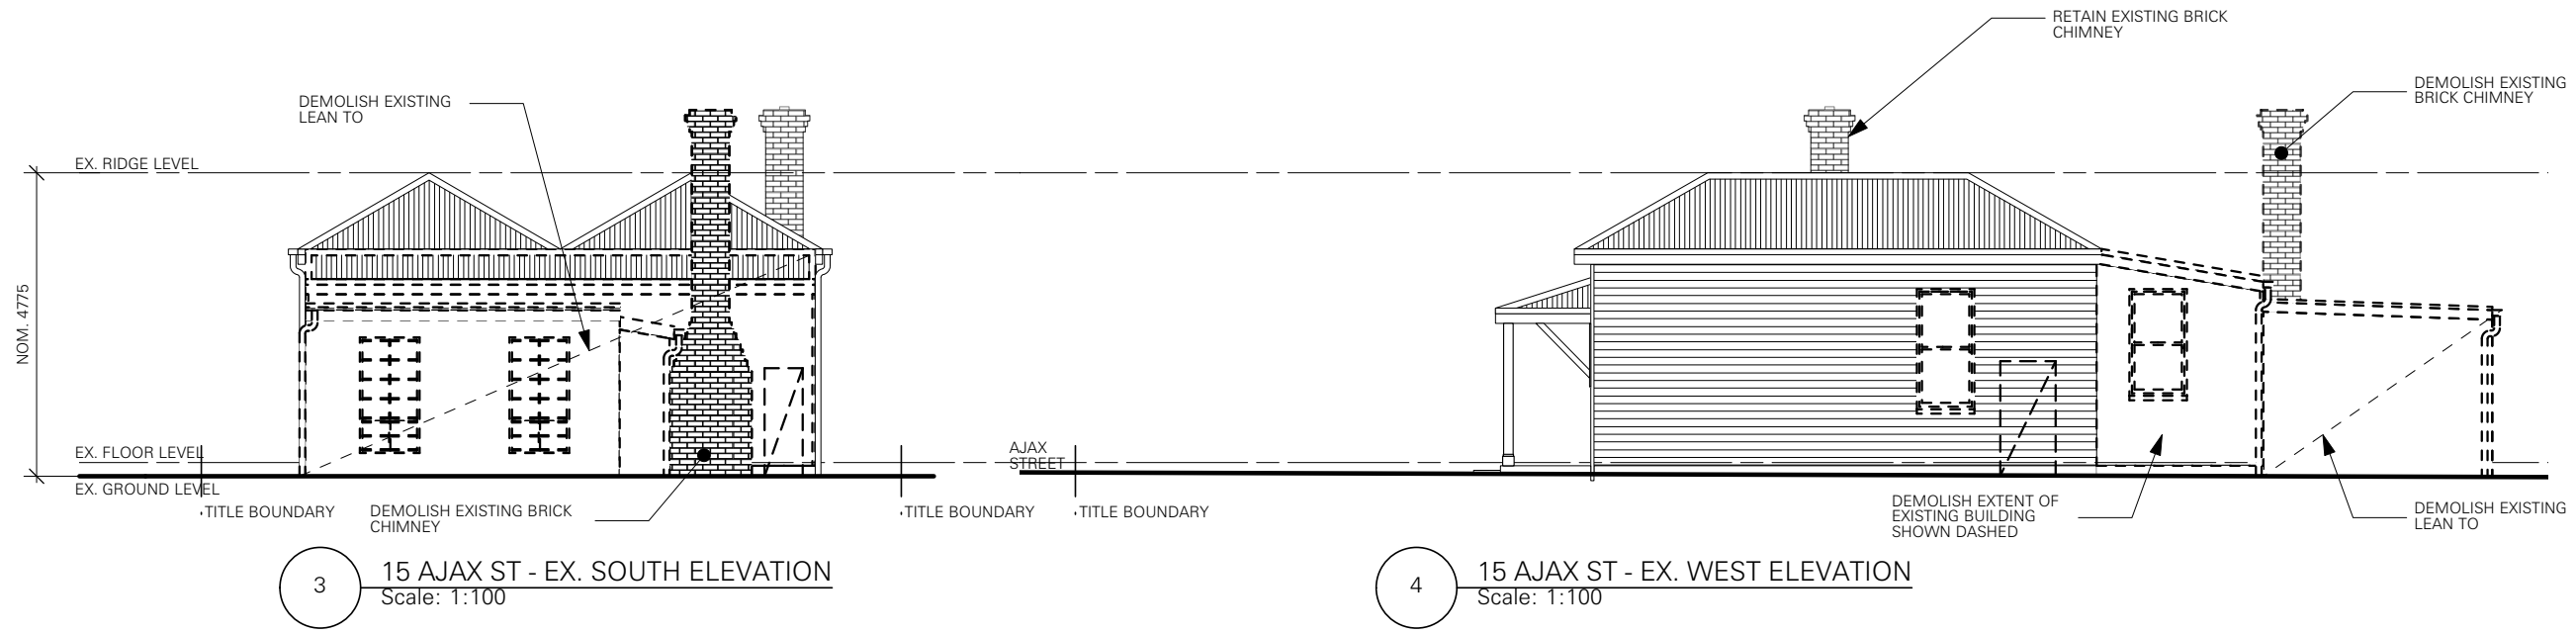 DEMOLISH EXISTING
LEAN TO
EX. RIDGE LEVEL
NOM. 4775
EX. FLOOR LEVEL
EX. GROUND LEVEL
TITLE BOUNDARY
DEMOLISH EXISTING BRICK
CHIMNEY
TITLE BOUNDARY
3
15 AJAX ST - EX. SOUTH ELEVATION
Scale: 1:100
RETAIN EXISTING BRICK
CHIMNEY
DEMOLISH EXISTING
BRICK CHIMNEY
AJAX
STREET
TITLE BOUNDARY
DEMOLISH EXTENT OF
EXISTING BUILDING
SHOWN DASHED
DEMOLISH EXISTING
LEAN TO
4
15 AJAX ST - EX. WEST ELEVATION
Scale: 1:100